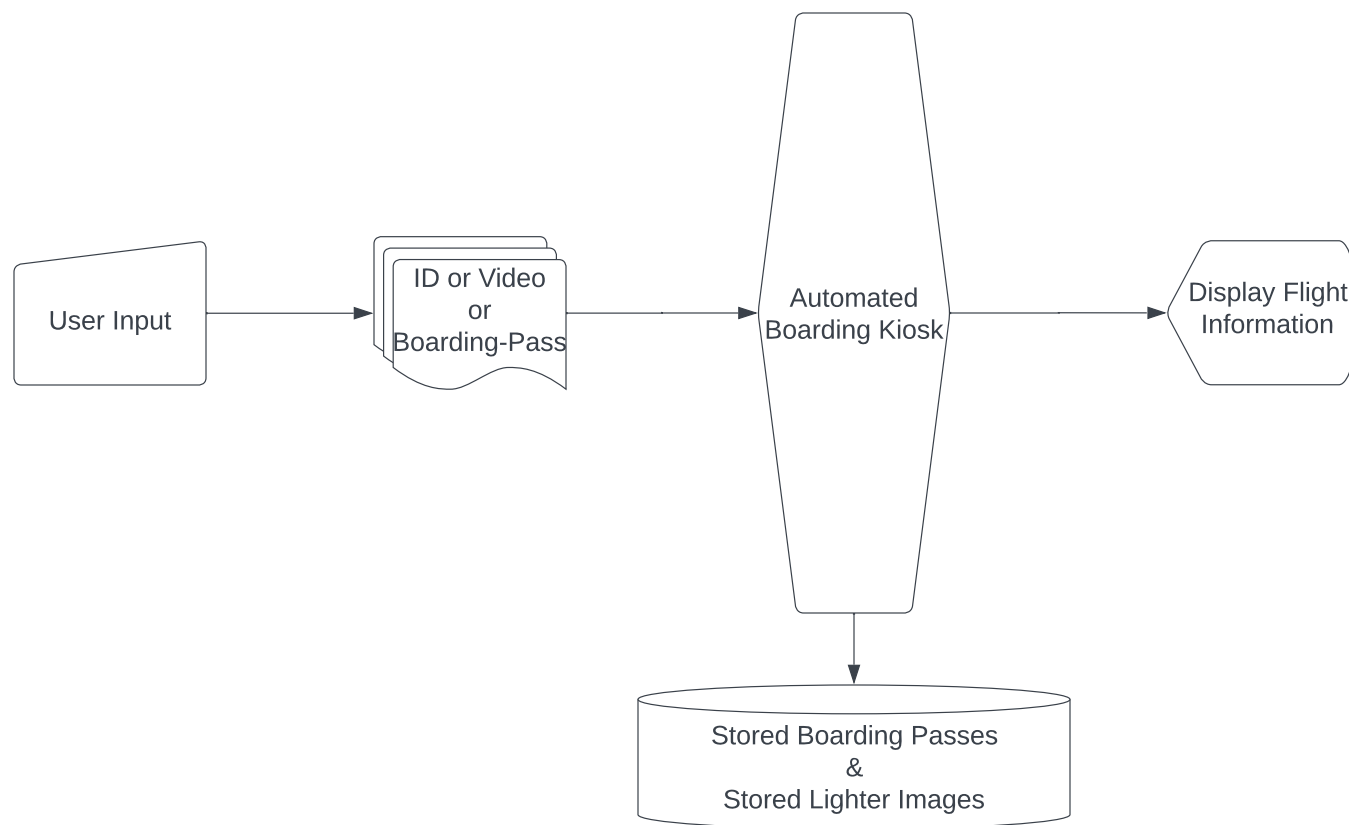 User Input
ID or Video
or
Boarding-Pass
Automated
Boarding Kiosk
Display Flight
Information
Stored Boarding Passes
&
Stored Lighter Images